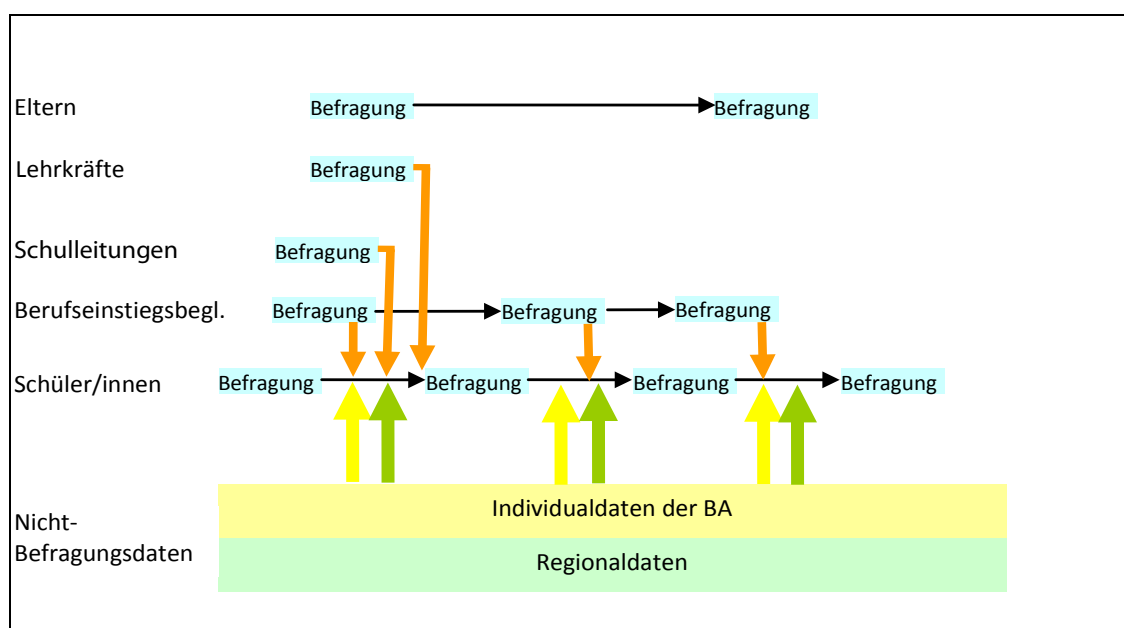 Eltern Befragung Befragung
Lehrkräfte Befragung
Schulleitungen Befragung
Berufseinstiegsbegl. Befragung Befragung Befragung
Schüler/innen Befragung Befragung Befragung Befragung
Individualdaten der BA
Nicht-
Befragungsdaten
Regionaldaten